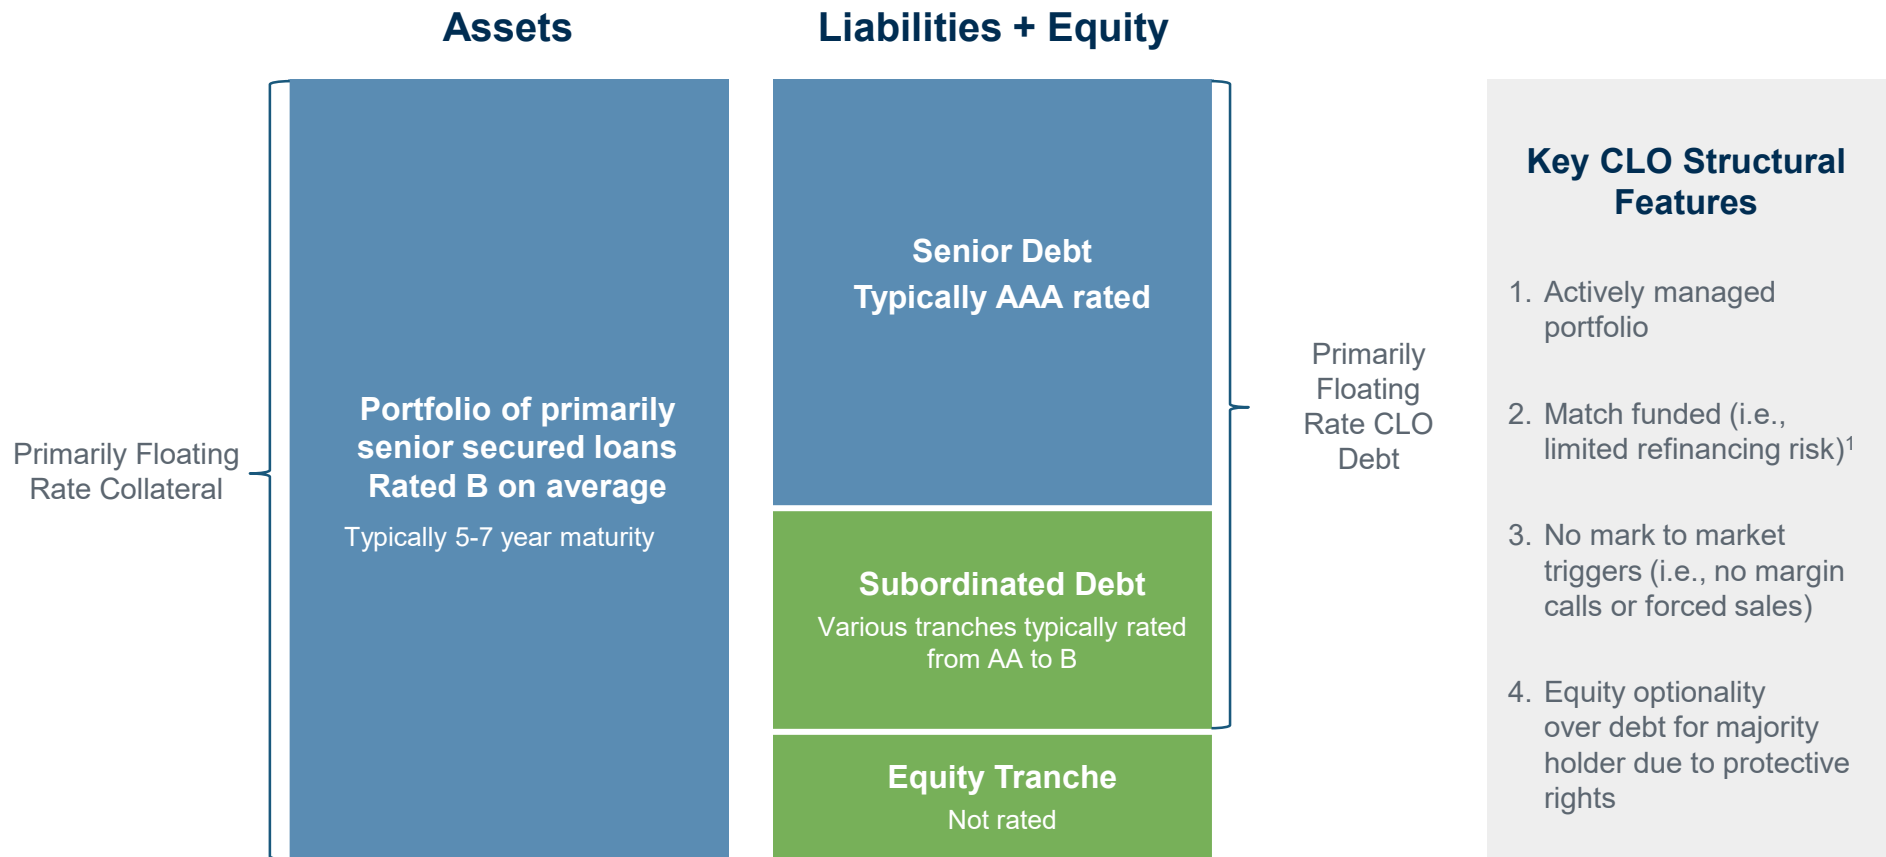 Assets
Liabilities + Equity
Primarily Floating
Rate Collateral
Portfolio of primarily
senior secured loans
Rated B on average
Typically 5-7 year maturity
Senior Debt
Typically AAA rated
Subordinated Debt
Various tranches typically rated
from AA to B
Equity Tranche
Not rated
Primarily
Floating
Rate CLO
Debt
Key CLO Structural
Features
1. Actively managed
portfolio
2. Match funded (i.e.,
limited refinancing risk)¹
3. No mark to market
triggers (i.e., no margin
calls or forced sales)
4. Equity optionality
over debt for majority
holder due to protective
rights